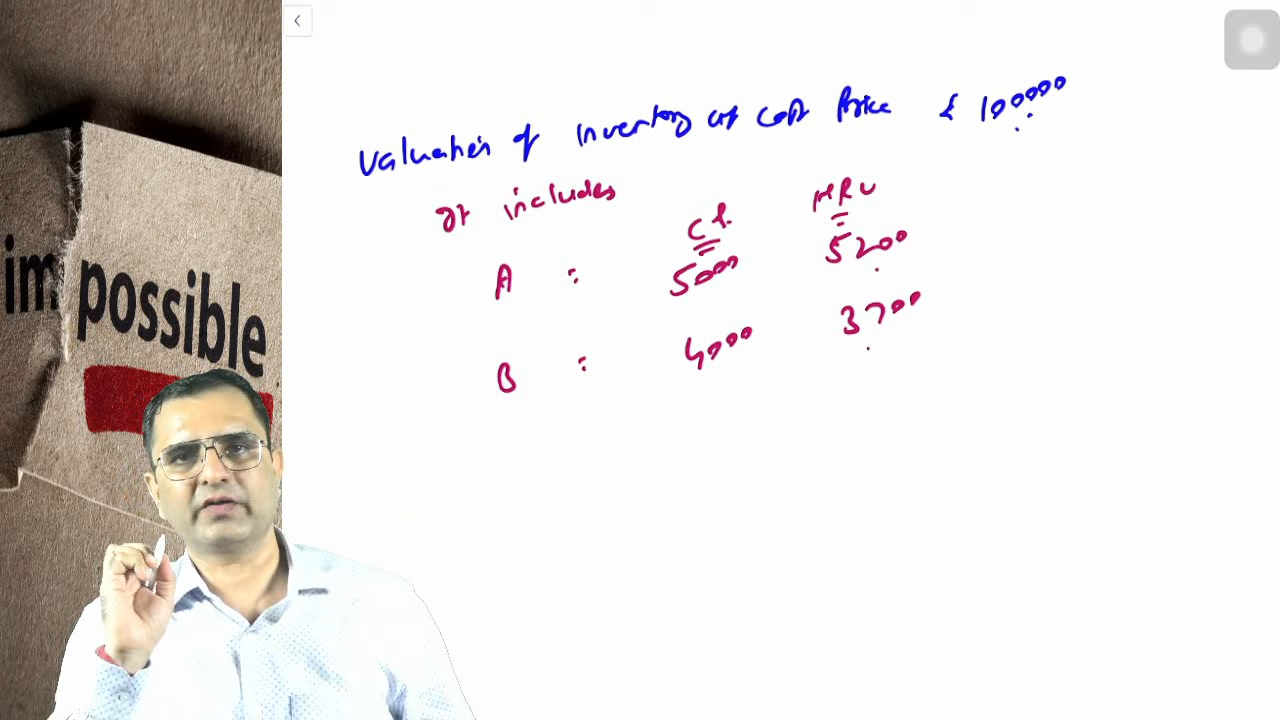 Valuation of inventory at cost Price ₹ 100000
It includes
C.P. NRV
A : 5000 5200
B : 4000 3700
impossible